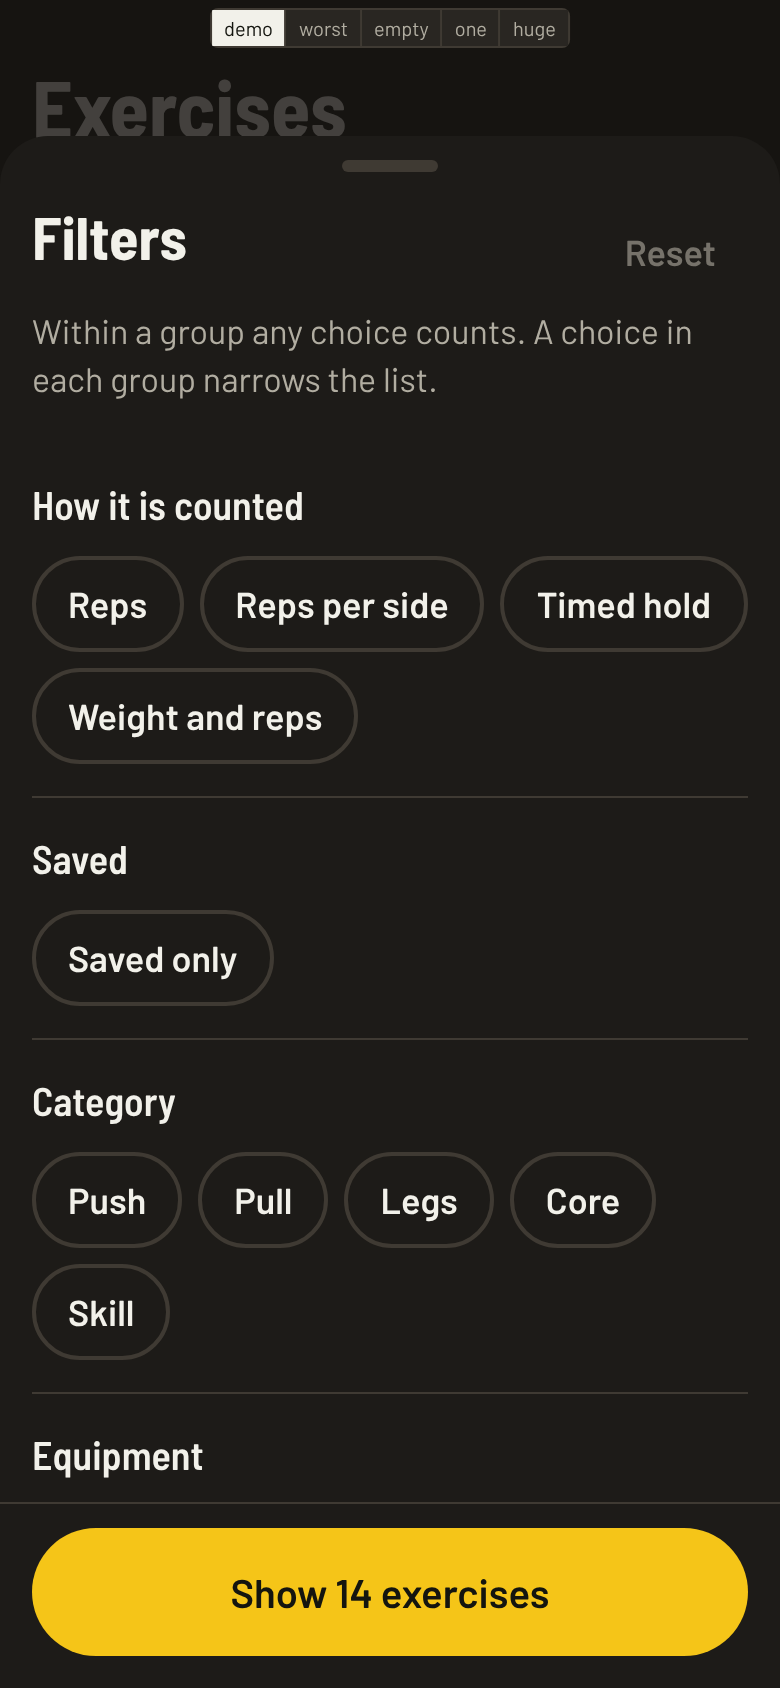 demo worst empty one huge
Exercises
Filters
Reset
Within a group any choice counts. A choice in
each group narrows the list.
How it is counted
Reps Reps per side Timed hold
Weight and reps
Saved
Saved only
Category
Push Pull Legs Core
Skill
Equipment
Show 14 exercises